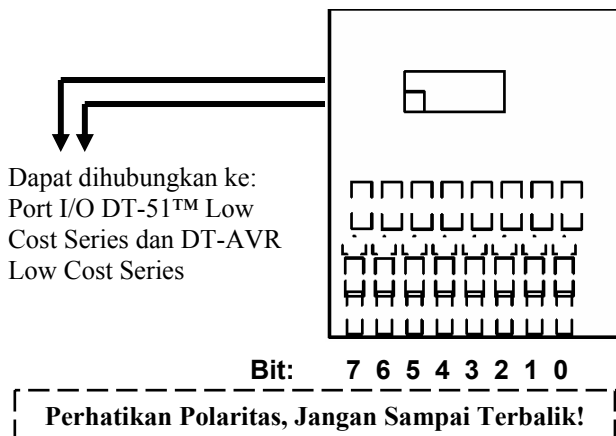 Dapat dihubungkan ke:
Port I/O DT-51™ Low
Cost Series dan DT-AVR
Low Cost Series
Bit: 7 6 5 4 3 2 1 0
Perhatikan Polaritas, Jangan Sampai Terbalik!